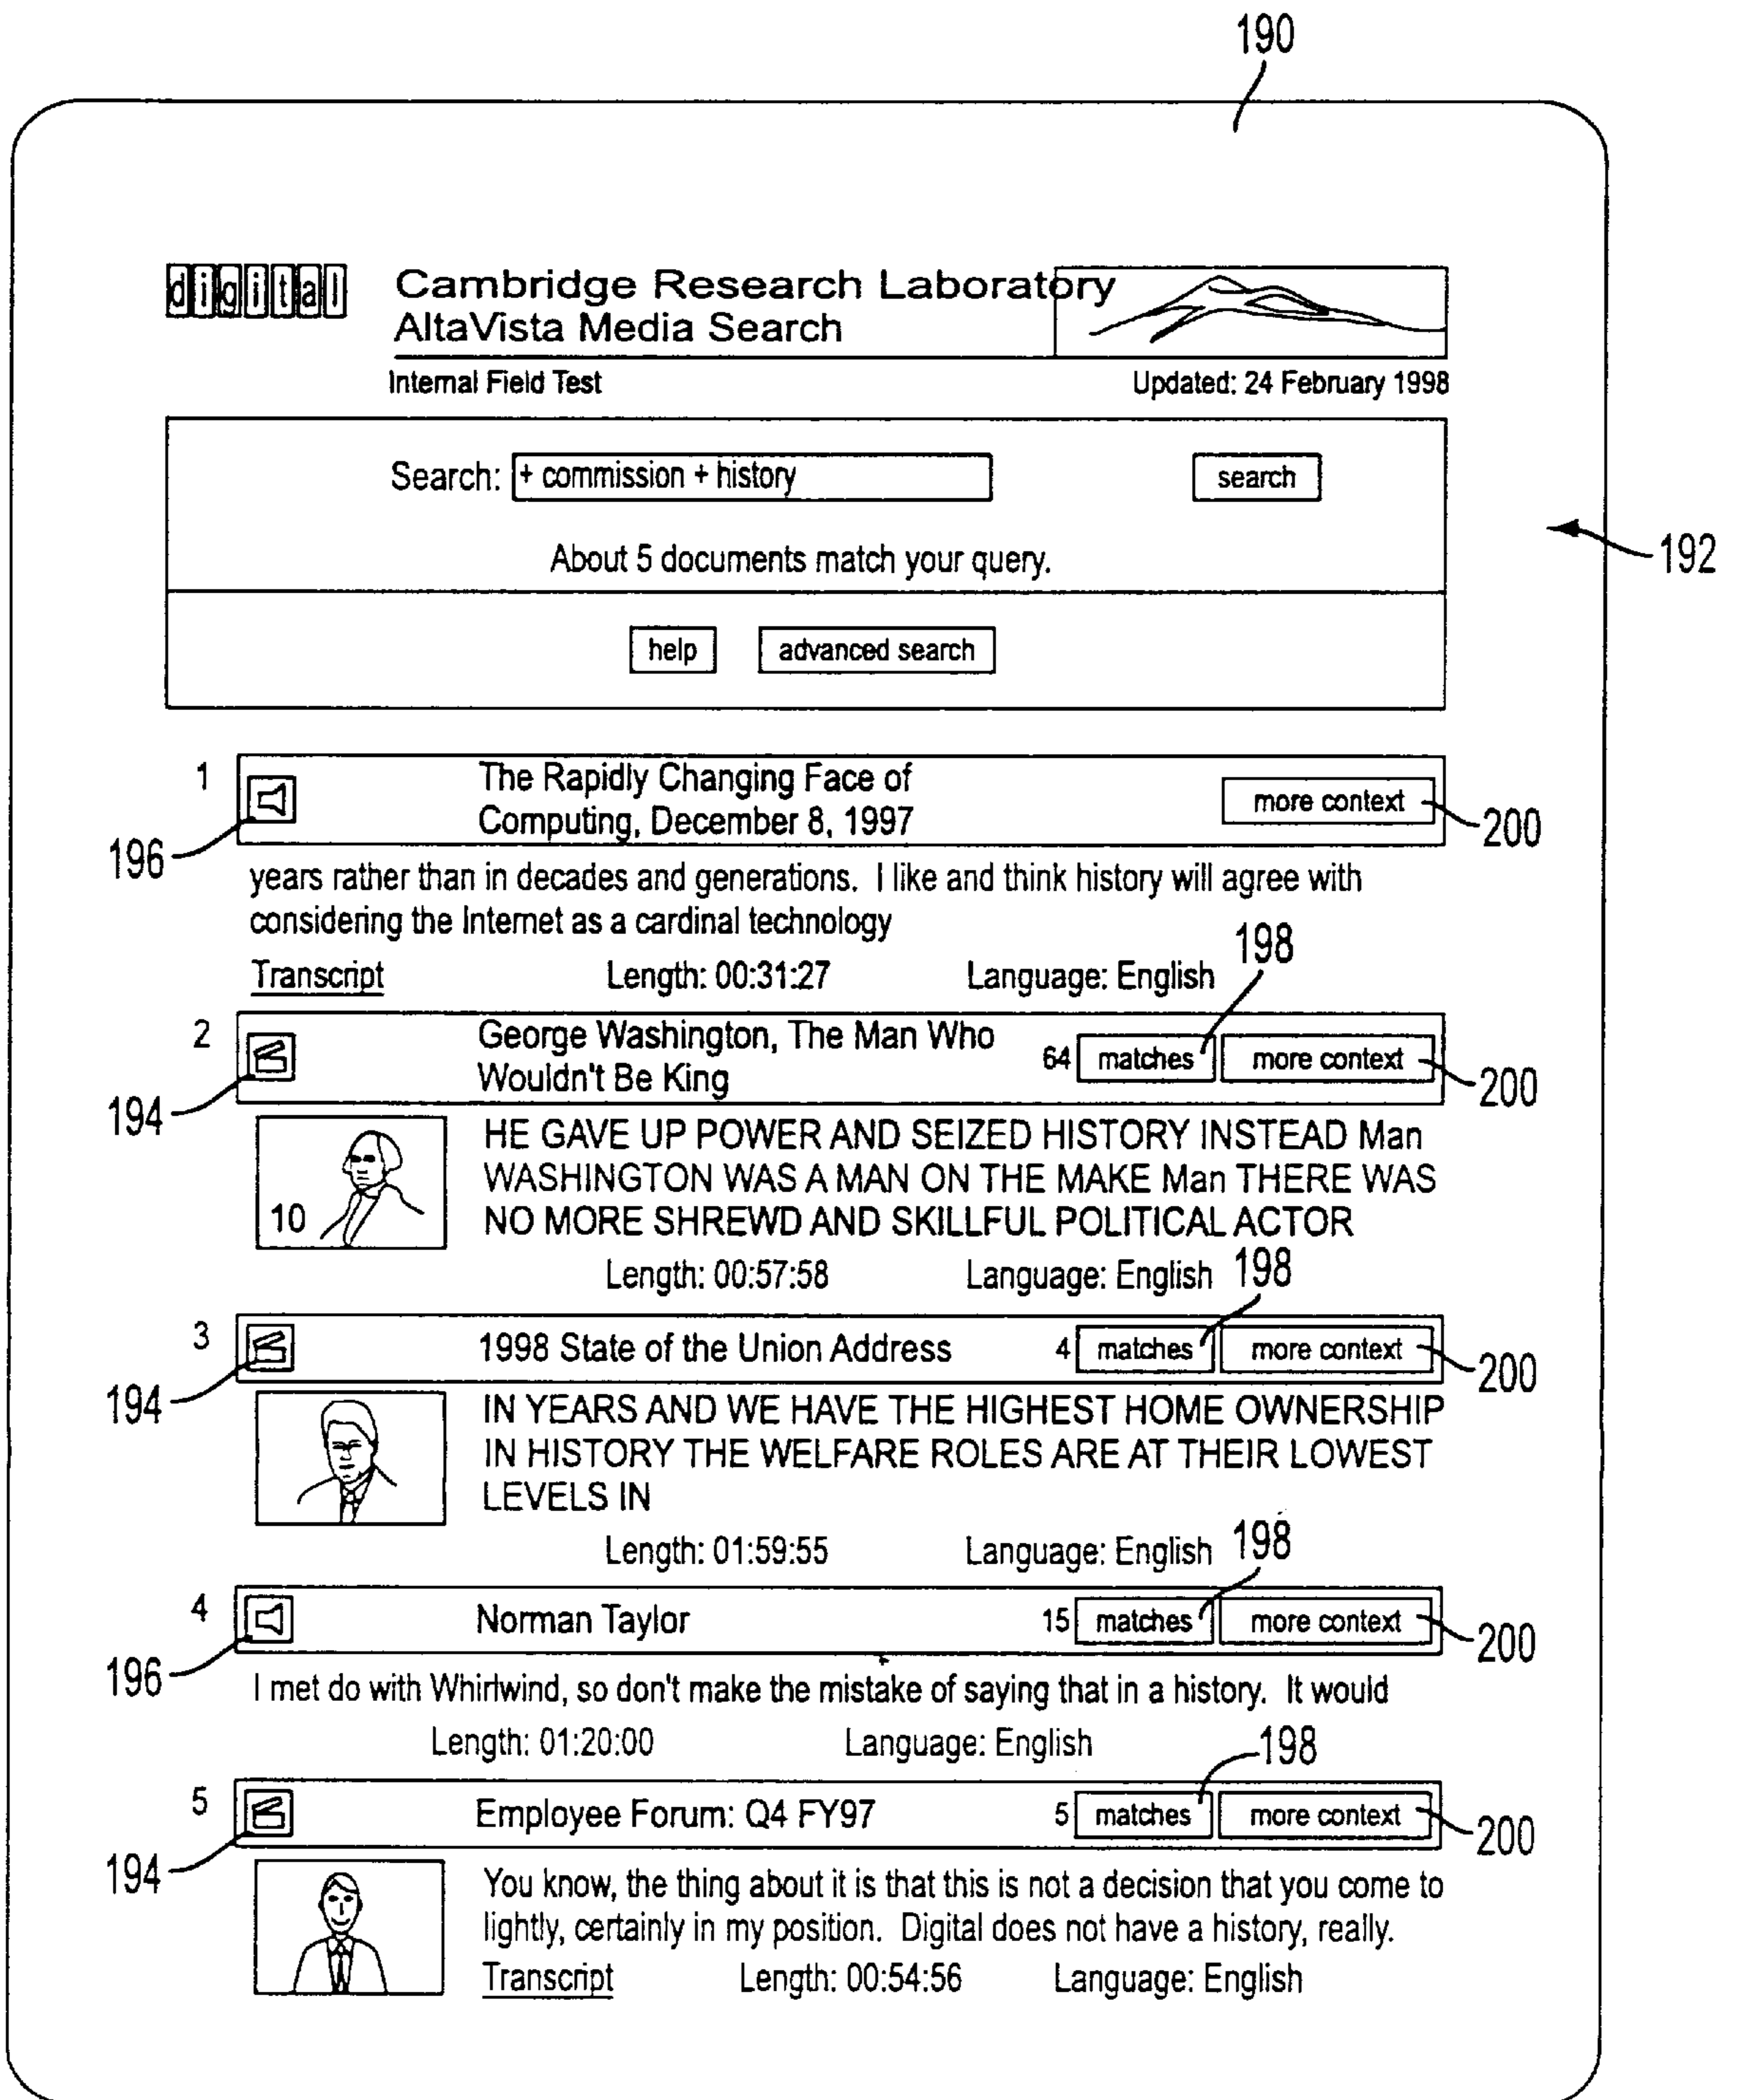 190
digital
Cambridge Research Laboratory
AltaVista Media Search
Internal Field Test Updated: 24 February 1998
Search: + commission + history search
192
About 5 documents match your query.
help advanced search
1 The Rapidly Changing Face of
Computing, December 8, 1997 more context 200
196
years rather than in decades and generations. I like and think history will agree with
considering the Internet as a cardinal technology
198
Transcript Length: 00:31:27 Language: English
2 George Washington, The Man Who
Wouldn't Be King 64 matches more context 200
194
HE GAVE UP POWER AND SEIZED HISTORY INSTEAD Man
WASHINGTON WAS A MAN ON THE MAKE Man THERE WAS
10 NO MORE SHREWD AND SKILLFUL POLITICAL ACTOR
Length: 00:57:58 Language: English 198
3 1998 State of the Union Address 4 matches more context 200
194
IN YEARS AND WE HAVE THE HIGHEST HOME OWNERSHIP
IN HISTORY THE WELFARE ROLES ARE AT THEIR LOWEST
LEVELS IN
Length: 01:59:55 Language: English 198
4 Norman Taylor 15 matches more context 200
196
I met do with Whirlwind, so don't make the mistake of saying that in a history. It would
Length: 01:20:00 Language: English 198
5 Employee Forum: Q4 FY97 5 matches more context 200
194
You know, the thing about it is that this is not a decision that you come to
lightly, certainly in my position. Digital does not have a history, really.
Transcript Length: 00:54:56 Language: English